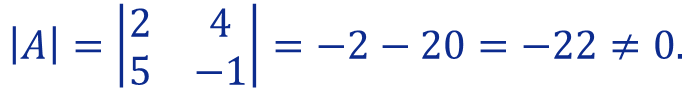 |A| = |2 4; 5 −1| = −2 − 20 = −22 ≠ 0.